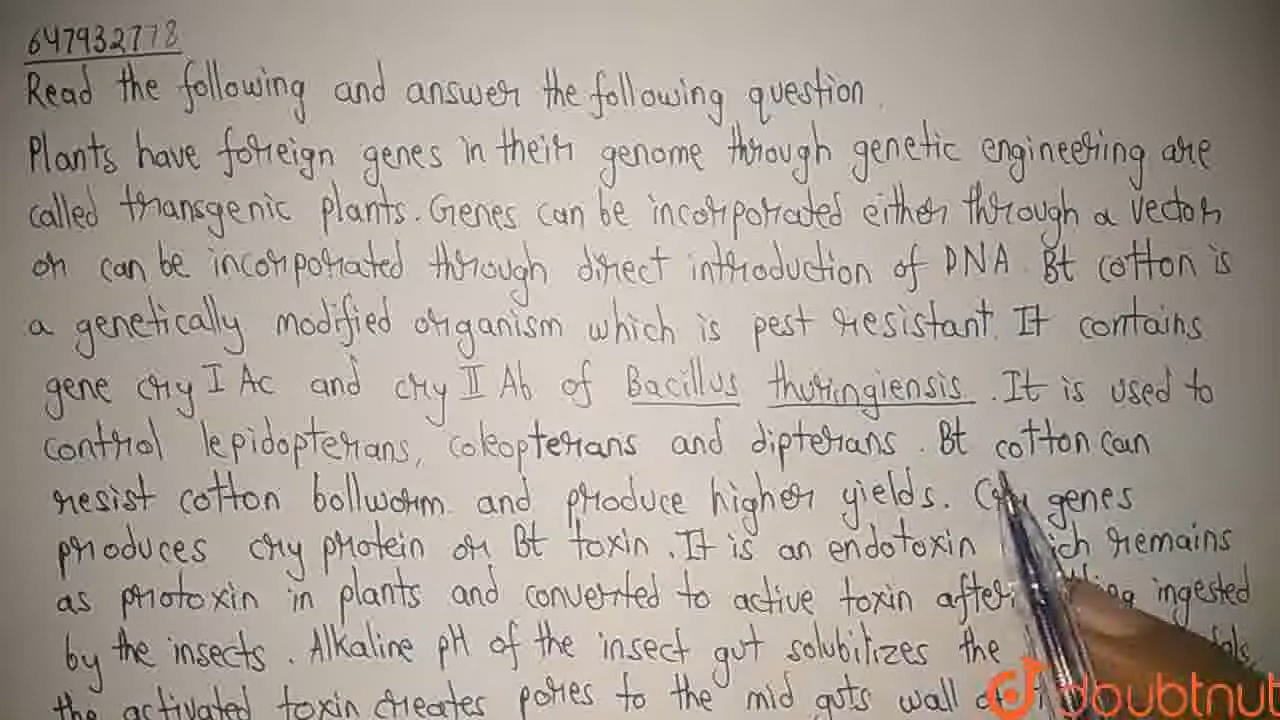 647932778
Read the following and answer the following question.
Plants have foreign genes in their genome through genetic engineering are
called transgenic plants. Genes can be incorporated either through a vector
or can be incorporated through direct introduction of DNA. Bt cotton is
a genetically modified organism which is pest resistant. It contains
gene cry I Ac and cry II Ab of Bacillus thuringiensis. It is used to
control lepidopterans, coleopterans and dipterans. Bt cotton can
resist cotton bollworm and produce higher yields. Cry genes
produces cry protein or Bt toxin. It is an endotoxin remains
as protoxin in plants and converted to active toxin after ingested
by the insects. Alkaline pH of the insect gut solubilizes the
the activated toxin creates pores to the mid guts wall
doubtnut